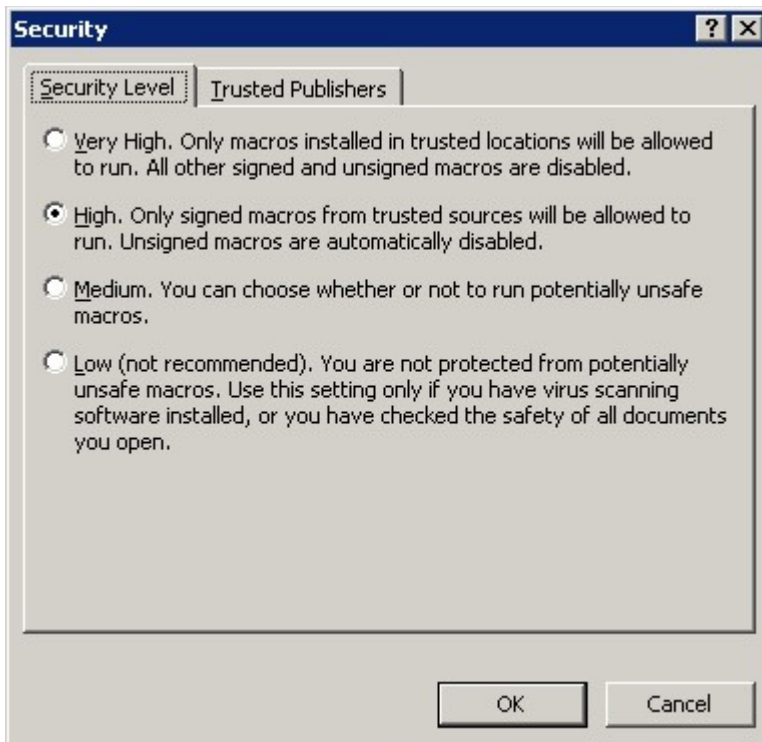 Security
Security Level
Trusted Publishers
Very High. Only macros installed in trusted locations will be allowed
to run. All other signed and unsigned macros are disabled.
High. Only signed macros from trusted sources will be allowed to
run. Unsigned macros are automatically disabled.
Medium. You can choose whether or not to run potentially unsafe
macros.
Low (not recommended). You are not protected from potentially
unsafe macros. Use this setting only if you have virus scanning
software installed, or you have checked the safety of all documents
you open.
OK
Cancel